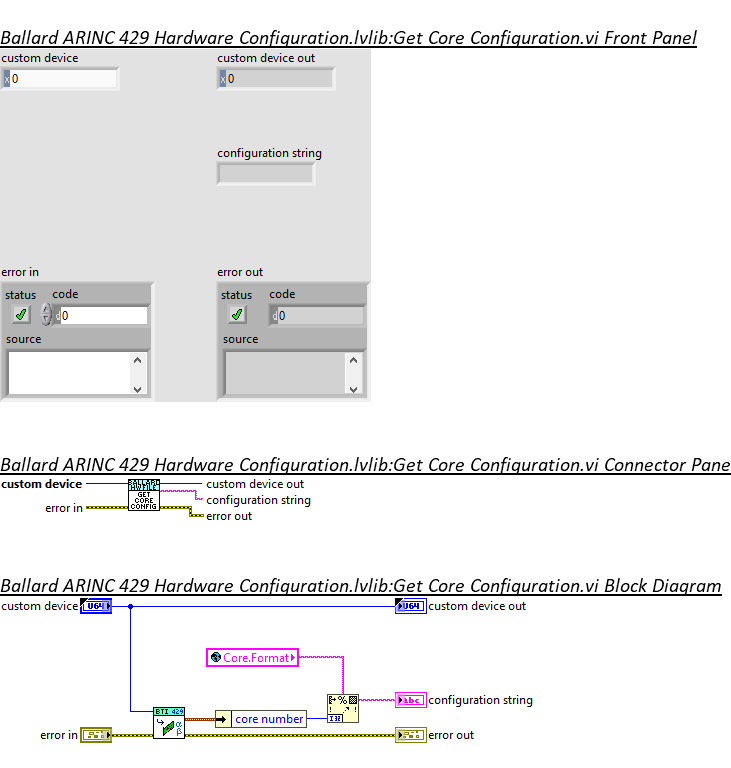 Ballard ARINC 429 Hardware Configuration.lvlib:Get Core Configuration.vi Front Panel
custom device
custom device out
x 0
x 0
configuration string
error in
error out
status code
status code
d 0
d 0
source
source
Ballard ARINC 429 Hardware Configuration.lvlib:Get Core Configuration.vi Connector Pane
custom device
BALLARD
HWFILE
GET
CORE
CONFIG
custom device out
configuration string
error in
error out
Ballard ARINC 429 Hardware Configuration.lvlib:Get Core Configuration.vi Block Diagram
custom device
U64
U64
custom device out
Core.Format
%
abc
configuration string
BTI 429
α
β
core number
I32
error in
error out